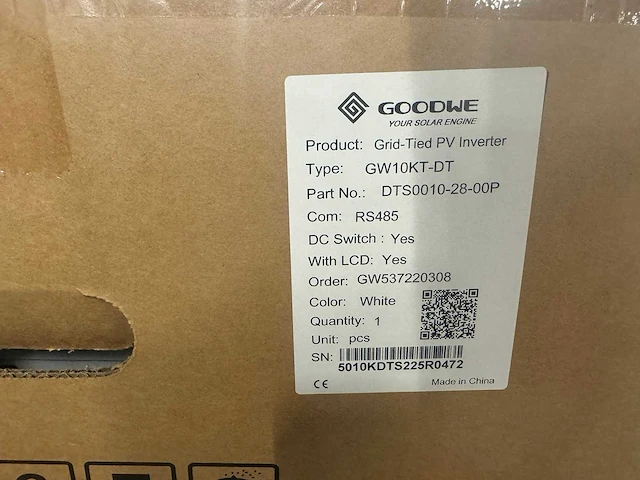 GOODWE
YOUR SOLAR ENGINE
Product: Grid-Tied PV Inverter
Type: GW10KT-DT
Part No.: DTS0010-28-00P
Com: RS485
DC Switch : Yes
With LCD: Yes
Order: GW537220308
Color: White
Quantity: 1
Unit: pcs
SN:
5010KDTS225R0472
CE Made in China